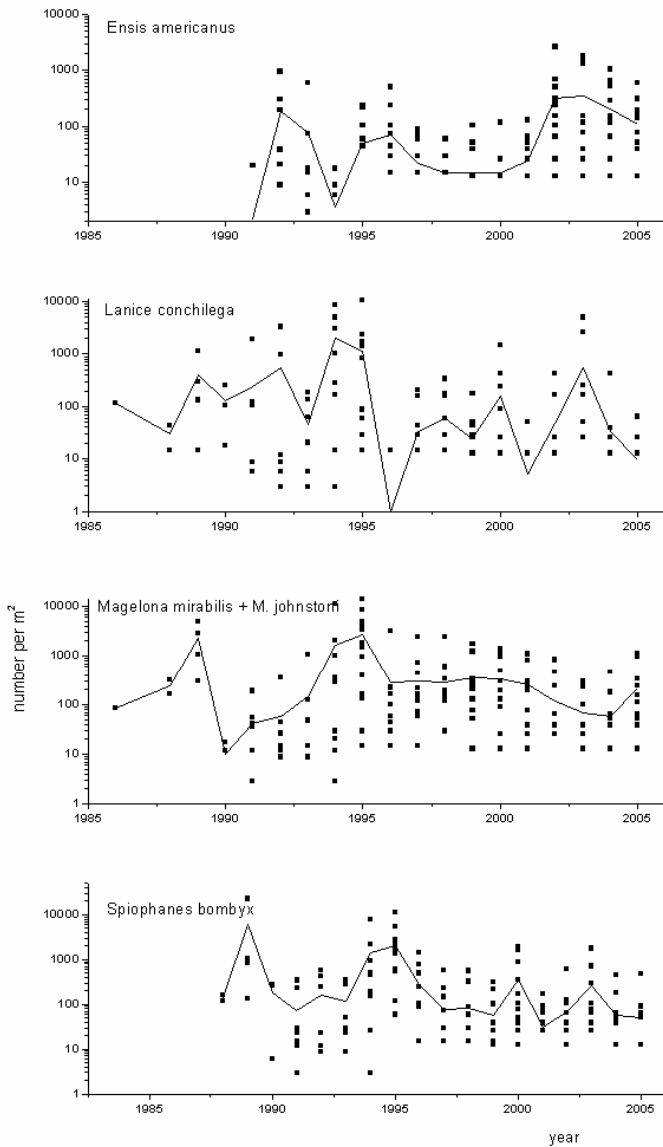 Ensis americanus
10000
1000
100
10
1985 1990 1995 2000 2005
Lanice conchilega
10000
1000
100
10
1
1985 1990 1995 2000 2005
number per m²
Magelona mirabilis + M. johnstoni
10000
1000
100
10
1
1985 1990 1995 2000 2005
Spiophanes bombyx
10000
1000
100
10
1
1985 1990 1995 2000 2005
year